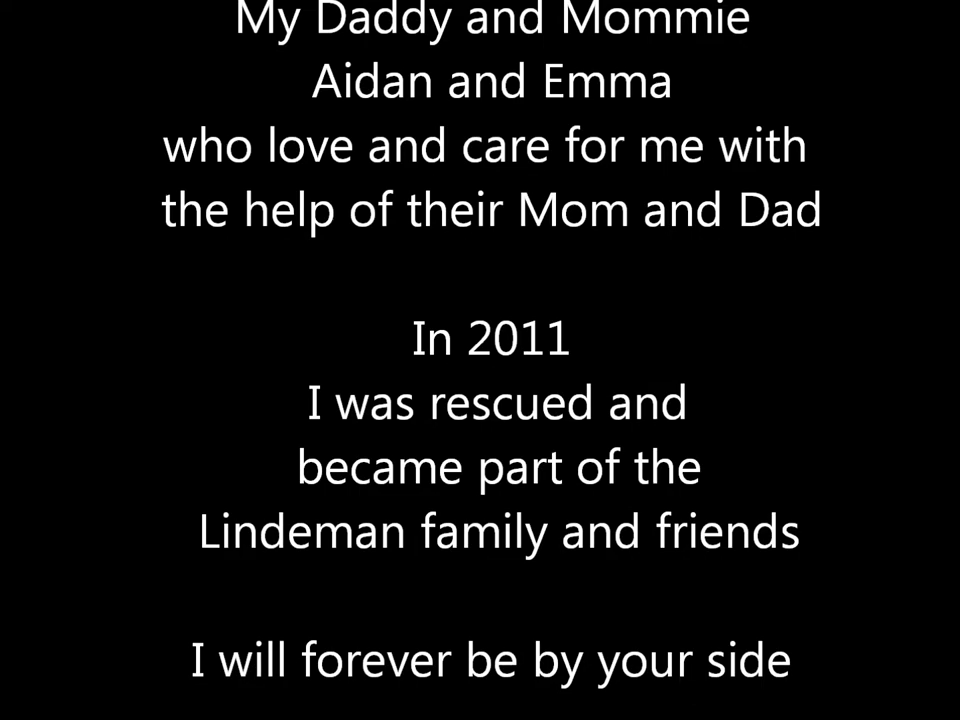 My Daddy and Mommie
Aidan and Emma
who love and care for me with
the help of their Mom and Dad
In 2011
I was rescued and
became part of the
Lindeman family and friends
I will forever be by your side